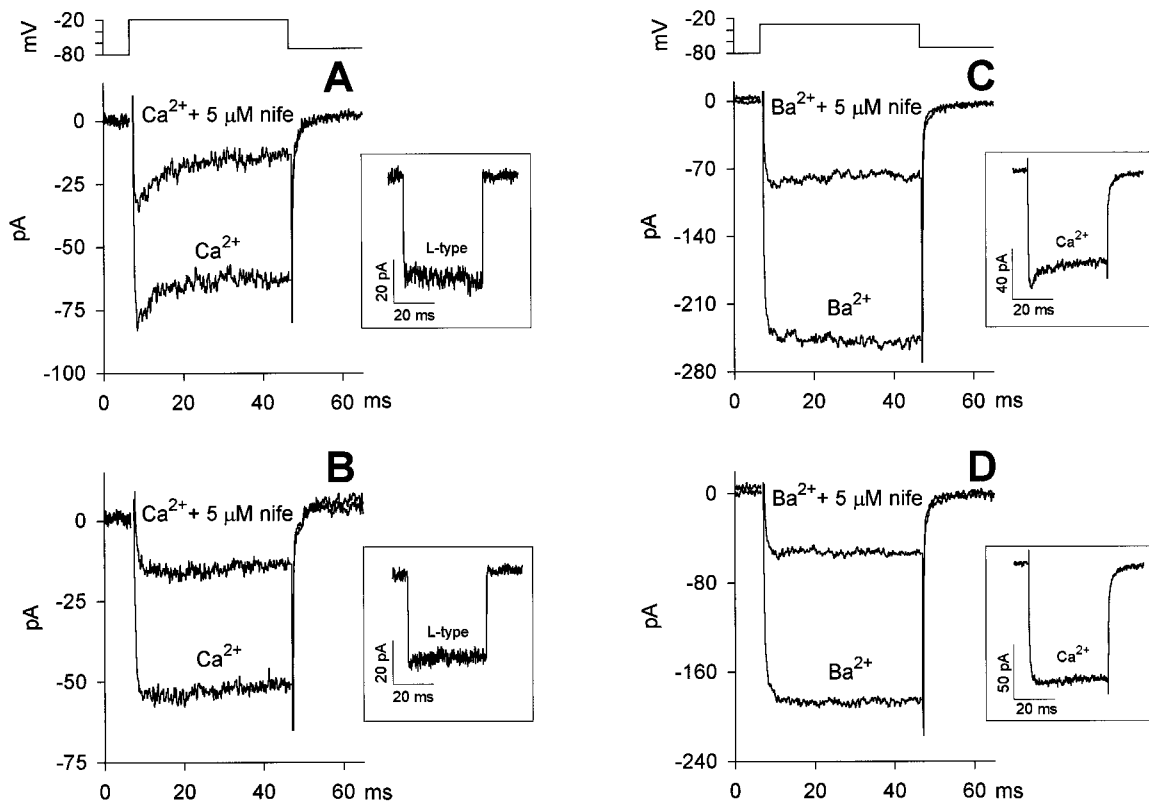 -20
mV
-80
A
Ca2+ + 5 μM nife
0
-25
pA
-50
Ca2+
-75
-100
0 20 40 60 ms
L-type
20 pA
20 ms
-20
mV
-80
C
Ba2+ + 5 μM nife
0
-70
pA
-140
-210
Ba2+
-280
0 20 40 60 ms
Ca2+
40 pA
20 ms
B
Ca2+ + 5 μM nife
0
-25
pA
-50
Ca2+
-75
0 20 40 60 ms
L-type
20 pA
20 ms
D
Ba2+ + 5 μM nife
0
-80
pA
-160
Ba2+
-240
0 20 40 60 ms
Ca2+
50 pA
20 ms